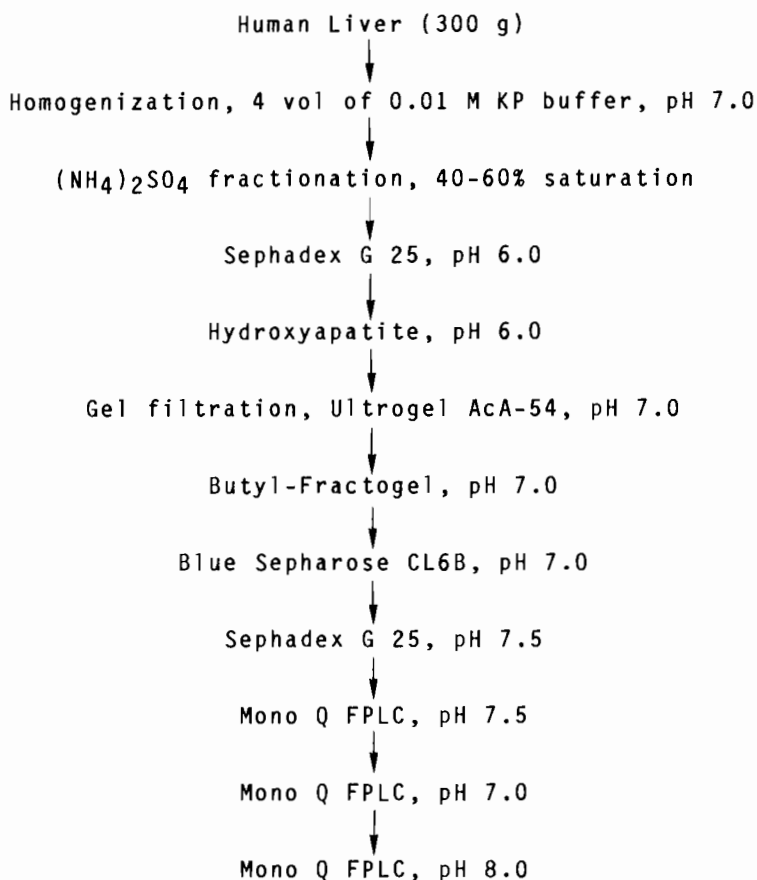 Human Liver (300 g)
Homogenization, 4 vol of 0.01 M KP buffer, pH 7.0
(NH4)2SO4 fractionation, 40-60% saturation
Sephadex G 25, pH 6.0
Hydroxyapatite, pH 6.0
Gel filtration, Ultrogel AcA-54, pH 7.0
Butyl-Fractogel, pH 7.0
Blue Sepharose CL6B, pH 7.0
Sephadex G 25, pH 7.5
Mono Q FPLC, pH 7.5
Mono Q FPLC, pH 7.0
Mono Q FPLC, pH 8.0